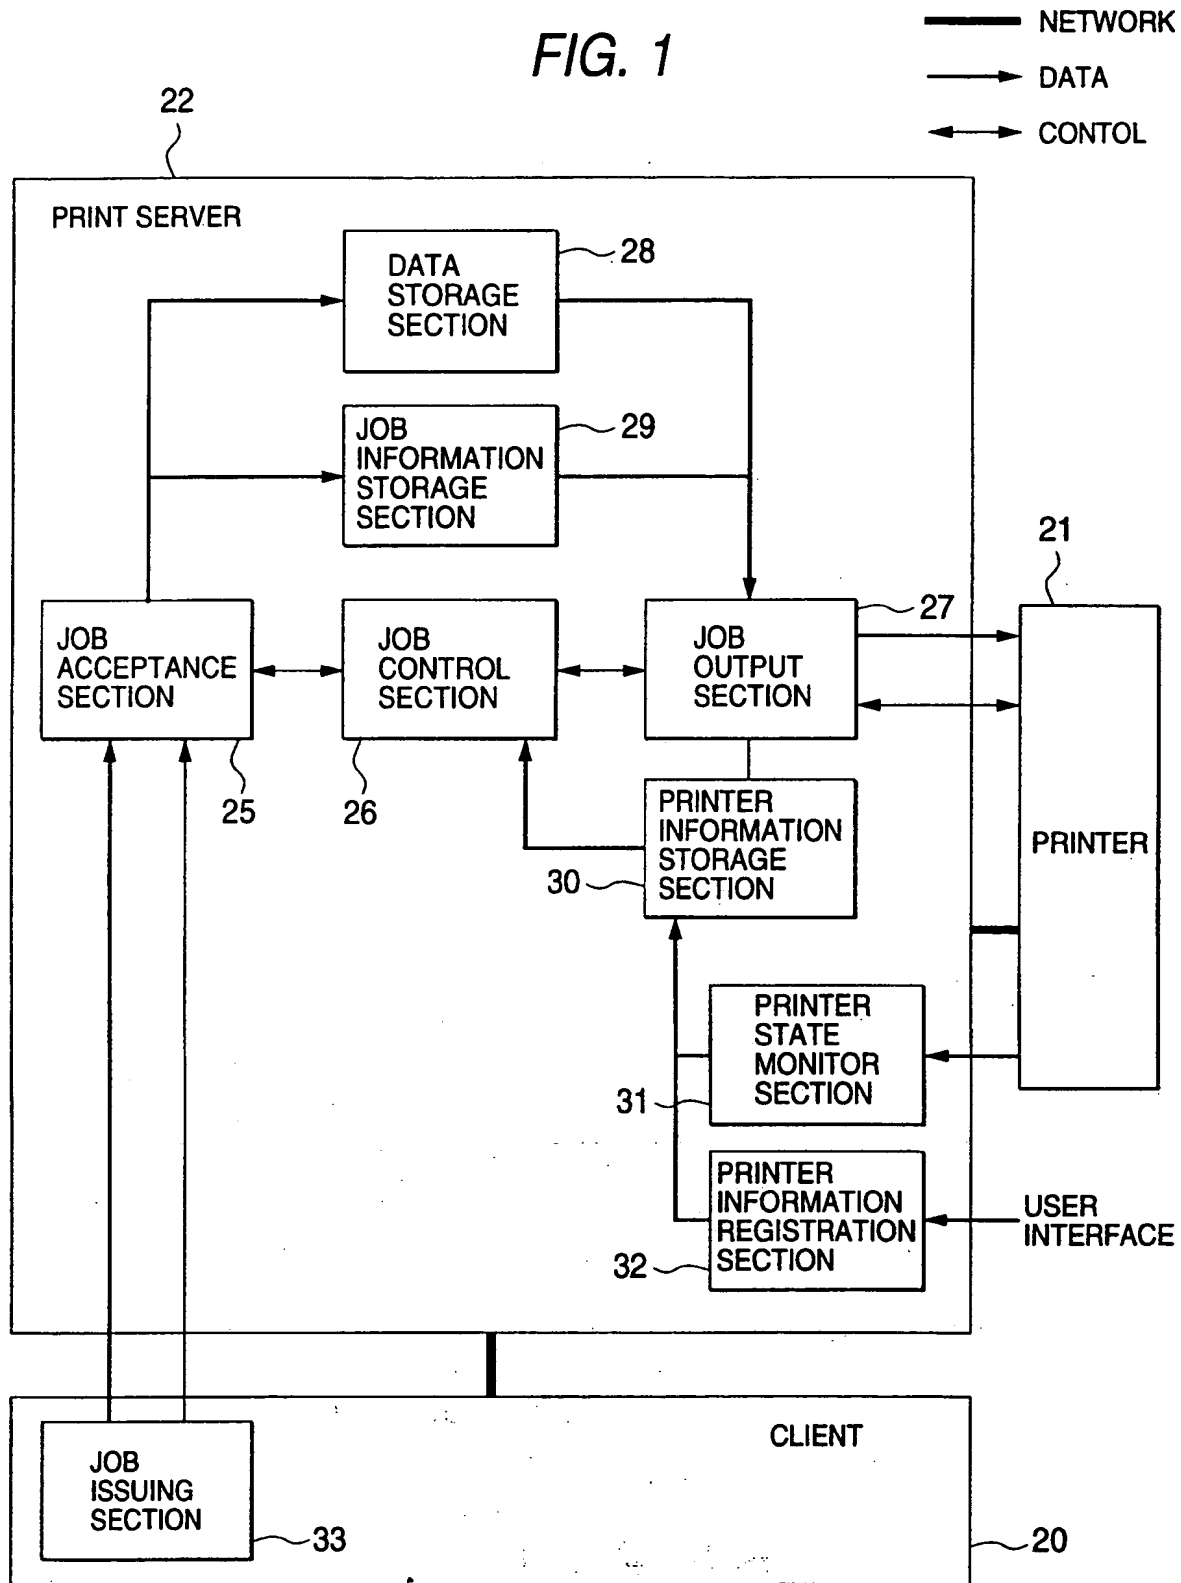 FIG. 1
NETWORK
DATA
CONTOL
22
PRINT SERVER
DATA
STORAGE
SECTION
28
JOB
INFORMATION
STORAGE
SECTION
29
21
JOB
ACCEPTANCE
SECTION
25
JOB
CONTROL
SECTION
26
JOB
OUTPUT
SECTION
27
PRINTER
PRINTER
INFORMATION
STORAGE
SECTION
30
PRINTER
STATE
MONITOR
SECTION
31
PRINTER
INFORMATION
REGISTRATION
SECTION
32
USER
INTERFACE
CLIENT
JOB
ISSUING
SECTION
33
20